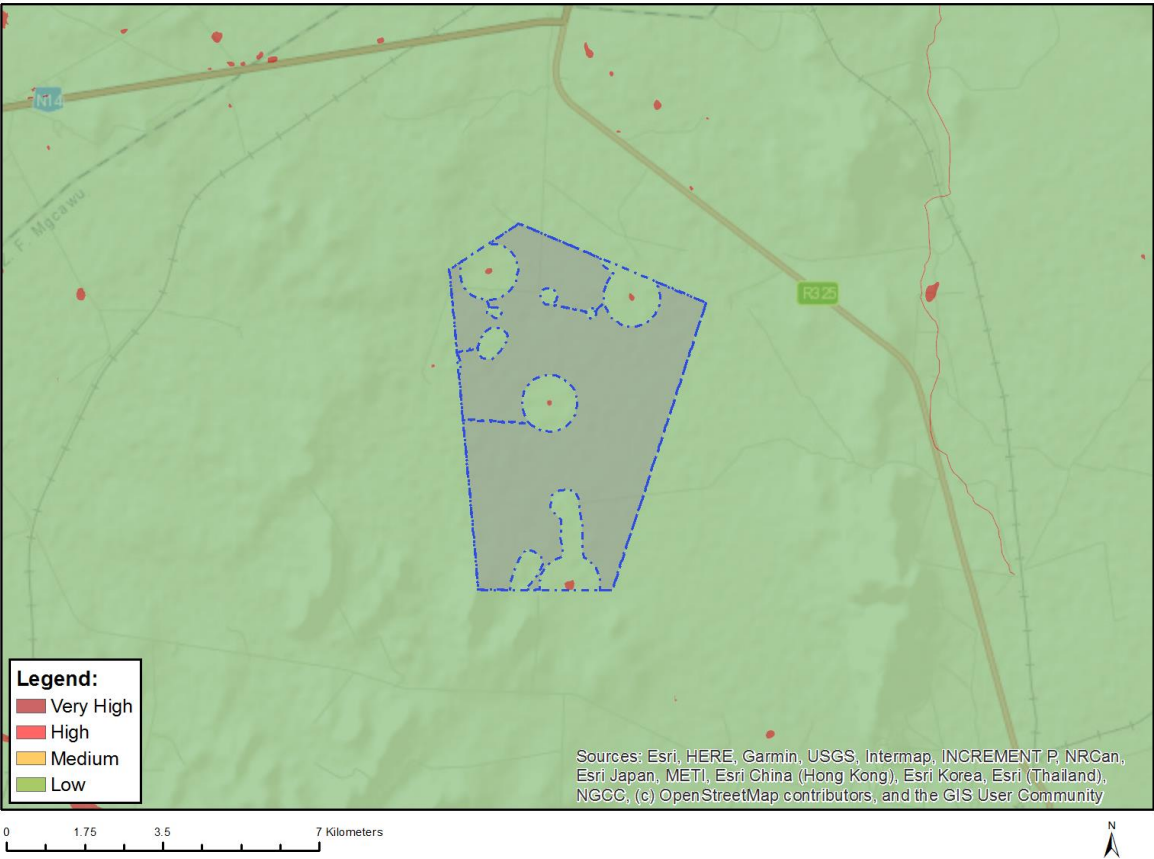 N14
Z. F. Mgcawu
R325
Legend:
Very High
High
Medium
Low
Sources: Esri, HERE, Garmin, USGS, Intermap, INCREMENT P, NRCan,
Esri Japan, METI, Esri China (Hong Kong), Esri Korea, Esri (Thailand),
NGCC, (c) OpenStreetMap contributors, and the GIS User Community
0 1.75 3.5 7 Kilometers
N